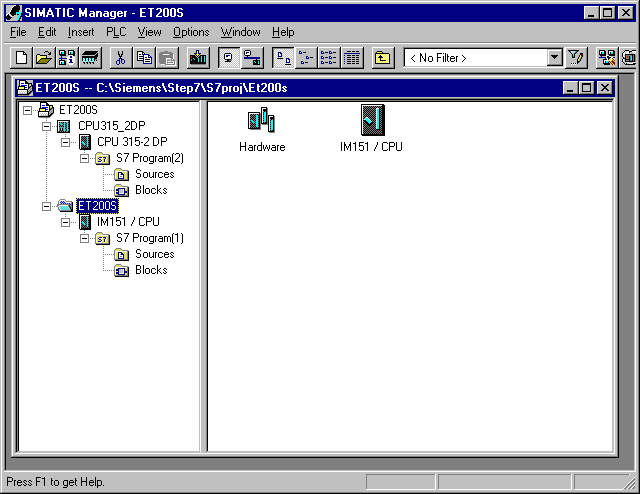 SIMATIC Manager - ET200S
File Edit Insert PLC View Options Window Help
< No Filter >
ET200S -- C:\Siemens\Step7\S7proj\Et200s
ET200S
CPU315_2DP
CPU 315-2 DP
S7 Program(2)
Sources
Blocks
ET200S
IM151 / CPU
S7 Program(1)
Sources
Blocks
Hardware
IM151 / CPU
Press F1 to get Help.